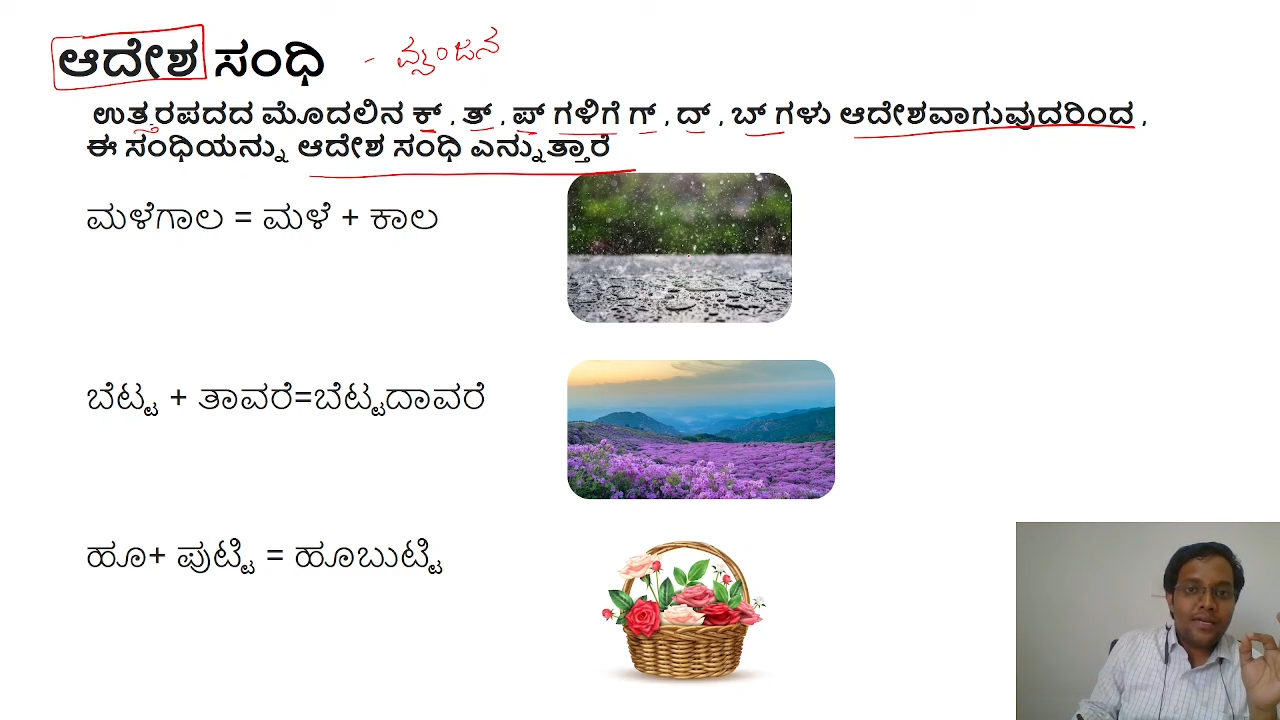 ಆದೇಶ ಸಂಧಿ - ವ್ಯಂಜನ
ಉತ್ತರಪದದ ಮೊದಲಿನ ಕ್ , ತ್ , ಪ್ ಗಳಿಗೆ ಗ್ , ದ್ , ಬ್ ಗಳು ಆದೇಶವಾಗುವುದರಿಂದ ,
ಈ ಸಂಧಿಯನ್ನು ಆದೇಶ ಸಂಧಿ ಎನ್ನುತ್ತಾರೆ
ಮಳೆಗಾಲ = ಮಳೆ + ಕಾಲ
ಬೆಟ್ಟ + ತಾವರೆ=ಬೆಟ್ಟದಾವರೆ
ಹೂ+ ಪುಟ್ಟಿ = ಹೂಬುಟ್ಟಿ